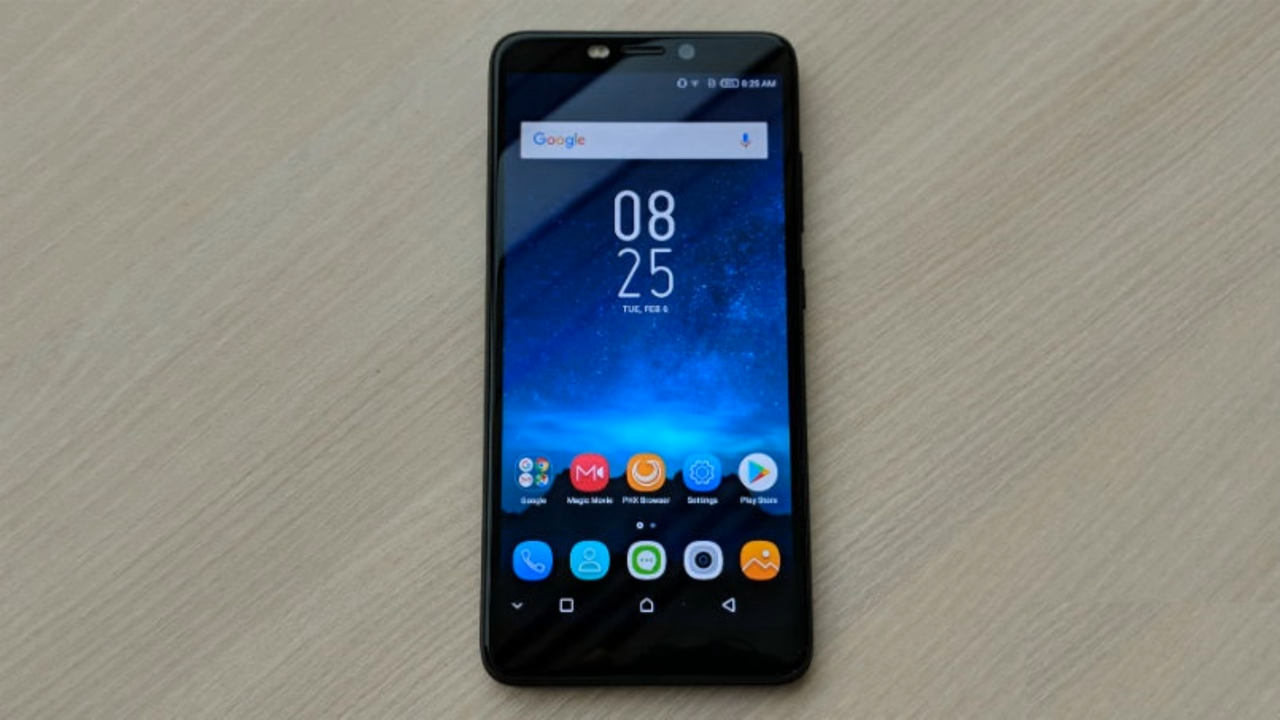 8:25 AM
Google
08
25
TUE, FEB 6
Google Magic Movie PHX Browser Settings Play Store